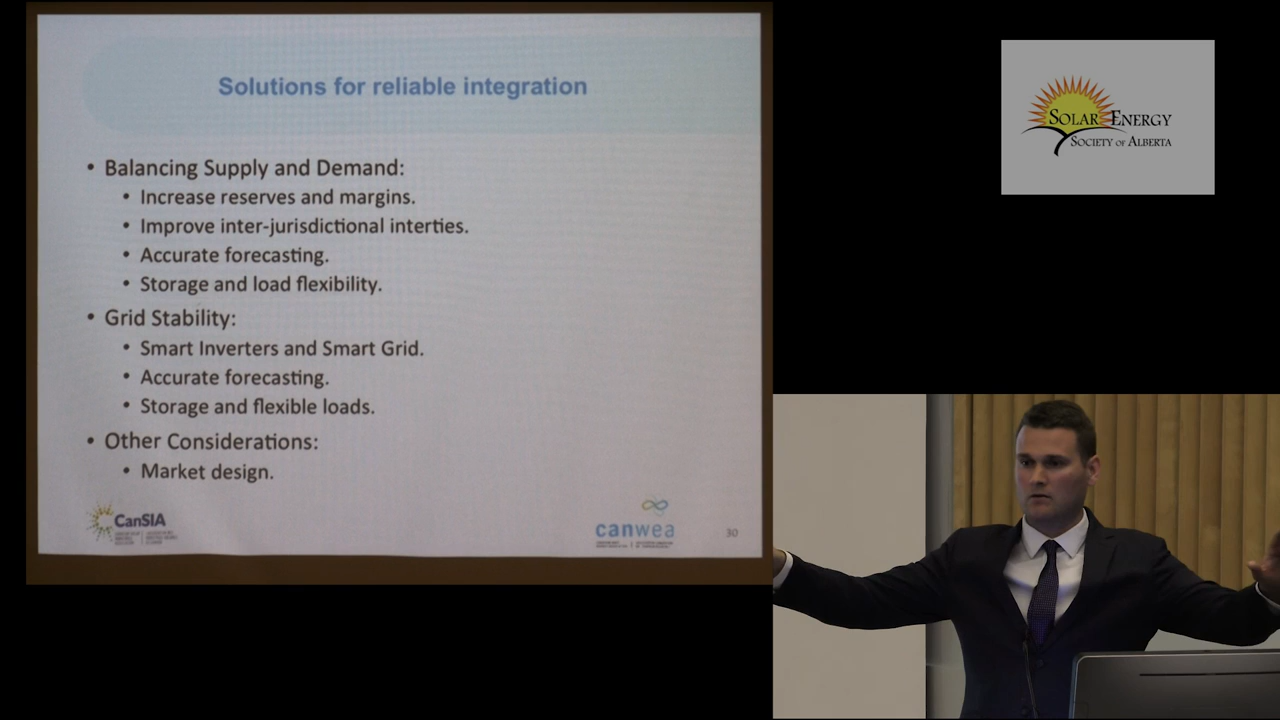 Solutions for reliable integration
• Balancing Supply and Demand:
• Increase reserves and margins.
• Improve inter-jurisdictional interties.
• Accurate forecasting.
• Storage and load flexibility.
• Grid Stability:
• Smart Inverters and Smart Grid.
• Accurate forecasting.
• Storage and flexible loads.
• Other Considerations:
• Market design.
CanSIA
canwea
30
SOLAR ENERGY
SOCIETY OF ALBERTA